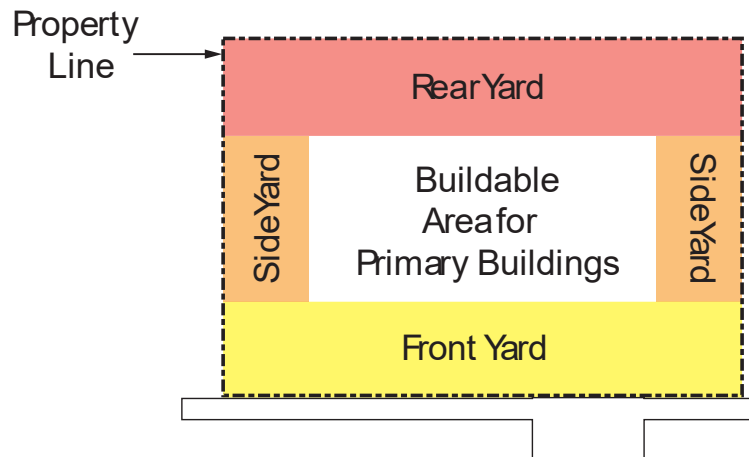 Property
Line
Rear Yard
Side Yard
Buildable
Area for
Primary Buildings
Side Yard
Front Yard